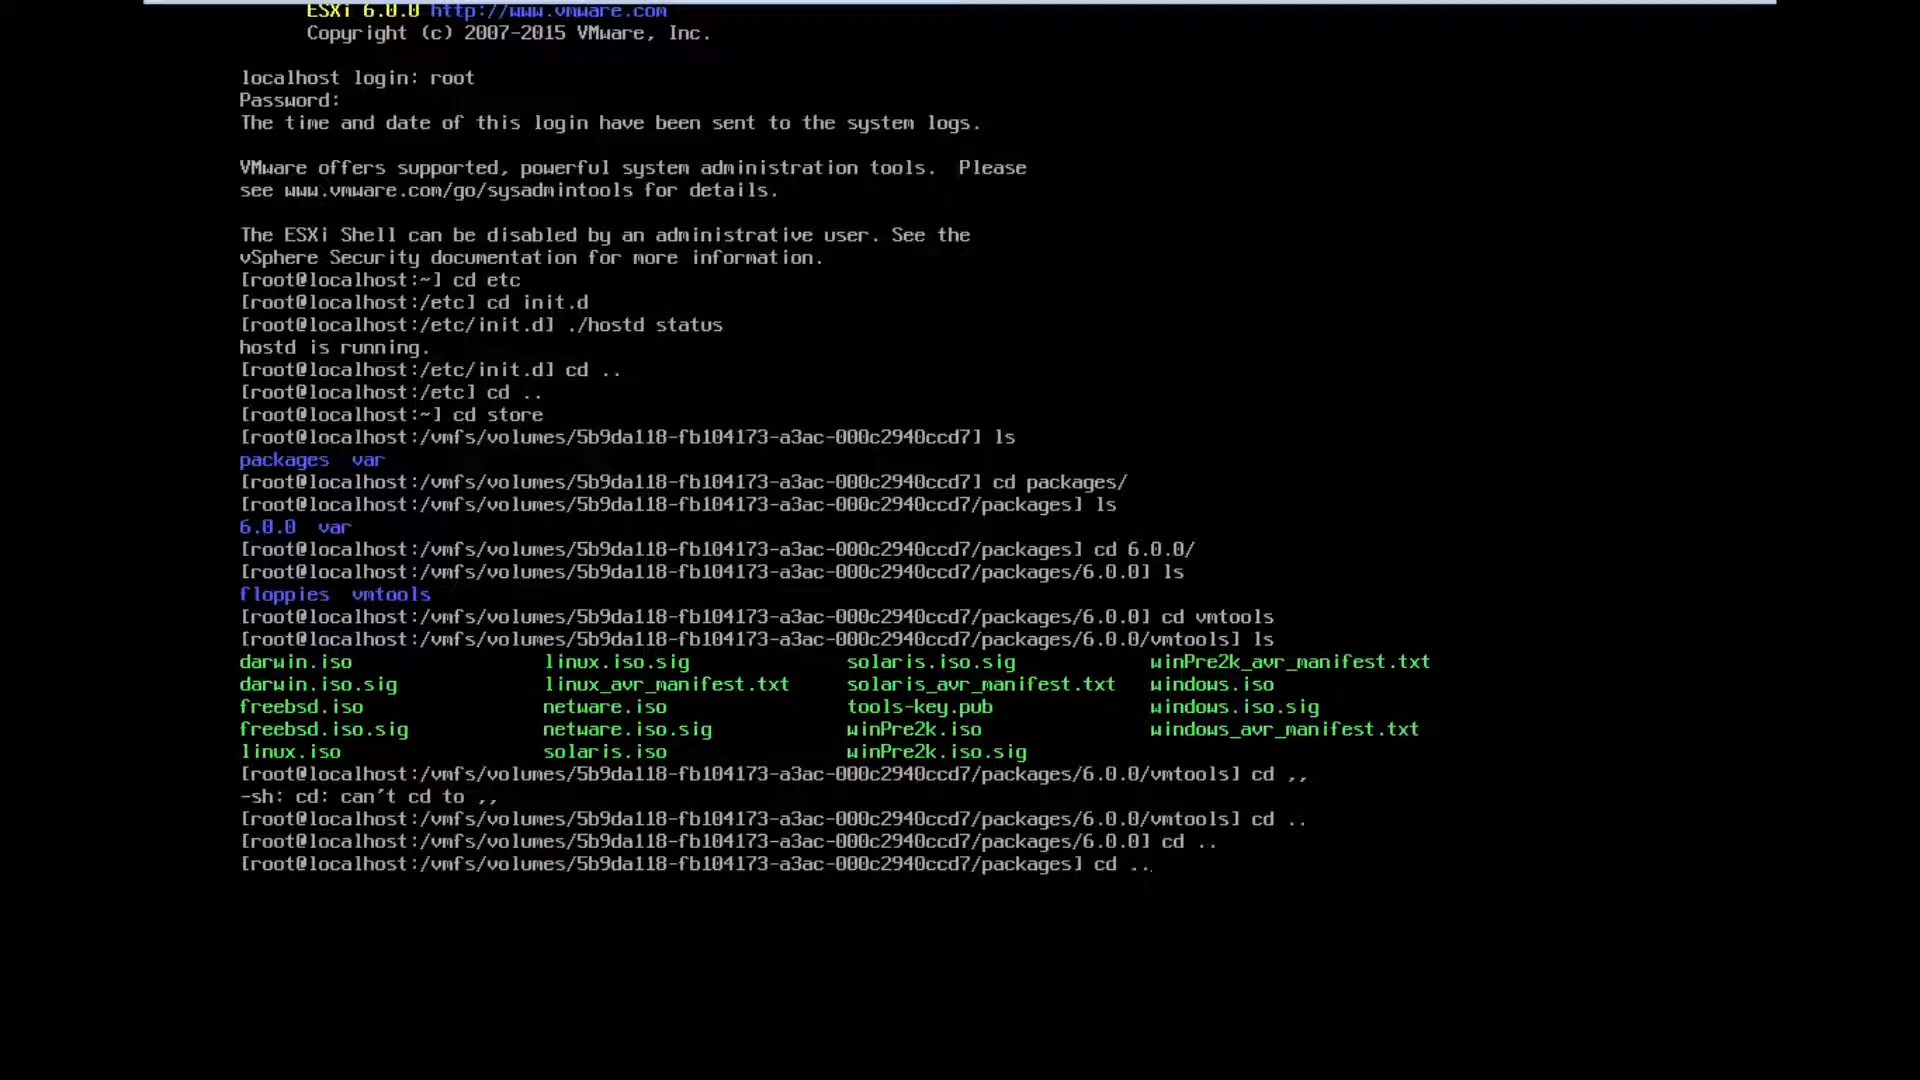 ESXi 6.0.0 http://www.vmware.com
Copyright (c) 2007-2015 VMware, Inc.
localhost login: root
Password:
The time and date of this login have been sent to the system logs.
VMware offers supported, powerful system administration tools.  Please
see www.vmware.com/go/sysadmintools for details.
The ESXi Shell can be disabled by an administrative user. See the
vSphere Security documentation for more information.
[root@localhost:~] cd etc
[root@localhost:/etc] cd init.d
[root@localhost:/etc/init.d] ./hostd status
hostd is running.
[root@localhost:/etc/init.d] cd ..
[root@localhost:/etc] cd ..
[root@localhost:~] cd store
[root@localhost:/vmfs/volumes/5b9da118-fb104173-a3ac-000c2940ccd7] ls
packages  var
[root@localhost:/vmfs/volumes/5b9da118-fb104173-a3ac-000c2940ccd7] cd packages/
[root@localhost:/vmfs/volumes/5b9da118-fb104173-a3ac-000c2940ccd7/packages] ls
6.0.0  var
[root@localhost:/vmfs/volumes/5b9da118-fb104173-a3ac-000c2940ccd7/packages] cd 6.0.0/
[root@localhost:/vmfs/volumes/5b9da118-fb104173-a3ac-000c2940ccd7/packages/6.0.0] ls
floppies  vmtools
[root@localhost:/vmfs/volumes/5b9da118-fb104173-a3ac-000c2940ccd7/packages/6.0.0] cd vmtools
[root@localhost:/vmfs/volumes/5b9da118-fb104173-a3ac-000c2940ccd7/packages/6.0.0/vmtools] ls
darwin.iso  linux.iso.sig  solaris.iso.sig  winPre2k_avr_manifest.txt
darwin.iso.sig  linux_avr_manifest.txt  solaris_avr_manifest.txt  windows.iso
freebsd.iso  netware.iso  tools-key.pub  windows.iso.sig
freebsd.iso.sig  netware.iso.sig  winPre2k.iso  windows_avr_manifest.txt
linux.iso  solaris.iso  winPre2k.iso.sig
[root@localhost:/vmfs/volumes/5b9da118-fb104173-a3ac-000c2940ccd7/packages/6.0.0/vmtools] cd ,,
-sh: cd: can't cd to ,,
[root@localhost:/vmfs/volumes/5b9da118-fb104173-a3ac-000c2940ccd7/packages/6.0.0/vmtools] cd ..
[root@localhost:/vmfs/volumes/5b9da118-fb104173-a3ac-000c2940ccd7/packages/6.0.0] cd ..
[root@localhost:/vmfs/volumes/5b9da118-fb104173-a3ac-000c2940ccd7/packages] cd ..